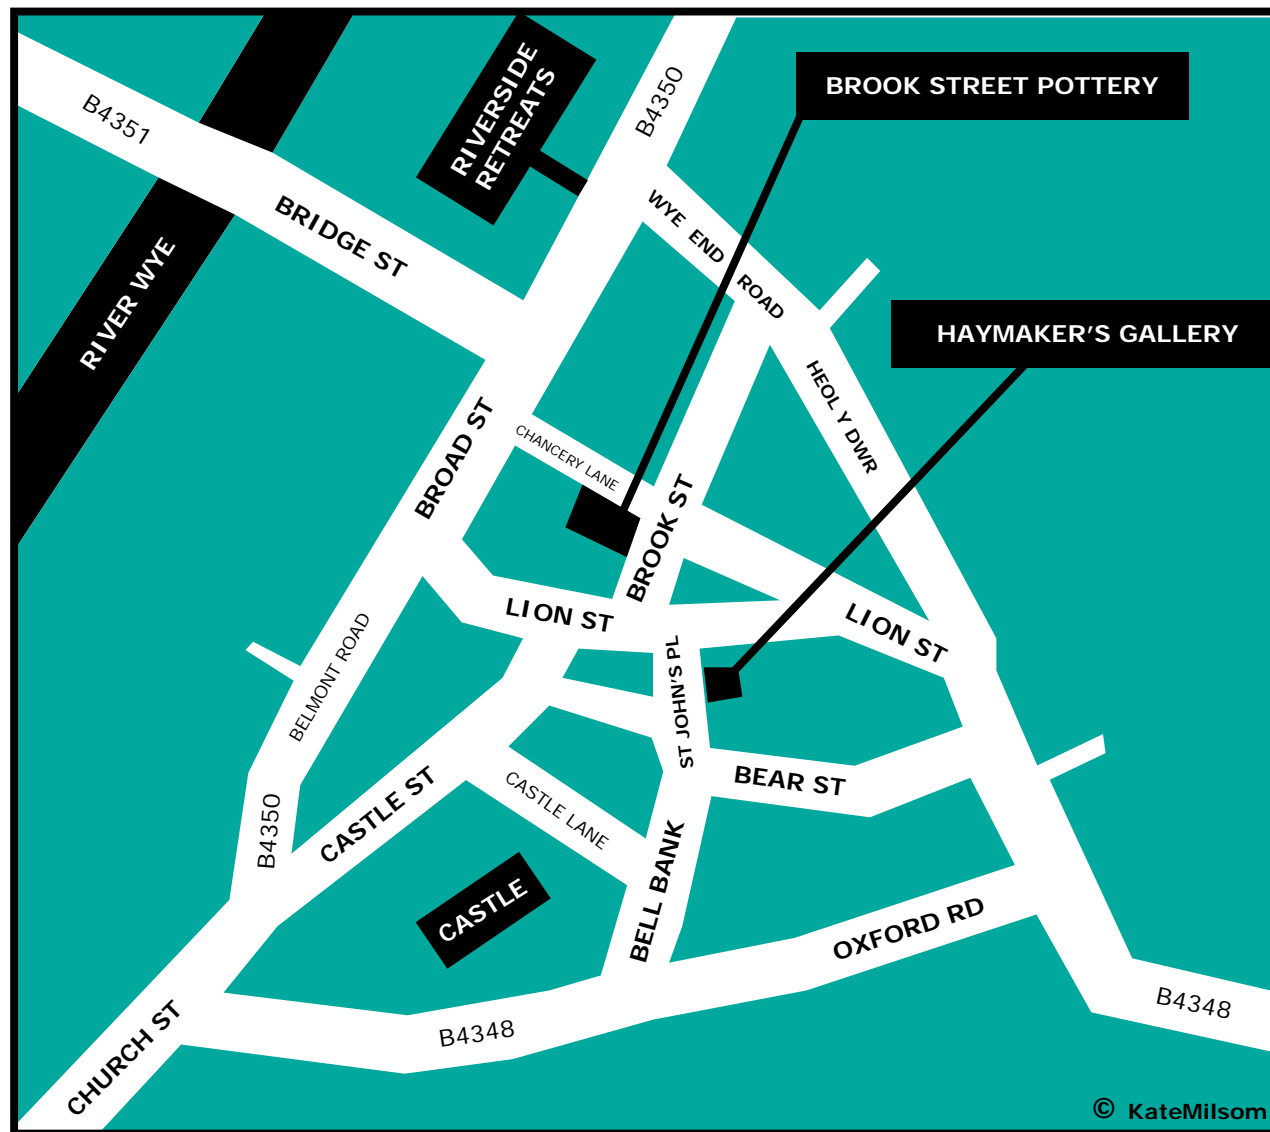 RIVERSIDE
RETREATS
B4350
BROOK STREET POTTERY
B4351
BRIDGE ST
WYE END ROAD
RIVER WYE
HAYMAKER'S GALLERY
HEOL Y DWR
BROAD ST
CHANCERY LANE
BROOK ST
LION ST
LION ST
BELMONT ROAD
ST JOHN'S PL
BEAR ST
CASTLE ST
CASTLE LANE
B4350
BELL BANK
CASTLE
OXFORD RD
B4348
B4348
CHURCH ST
© KateMilsom